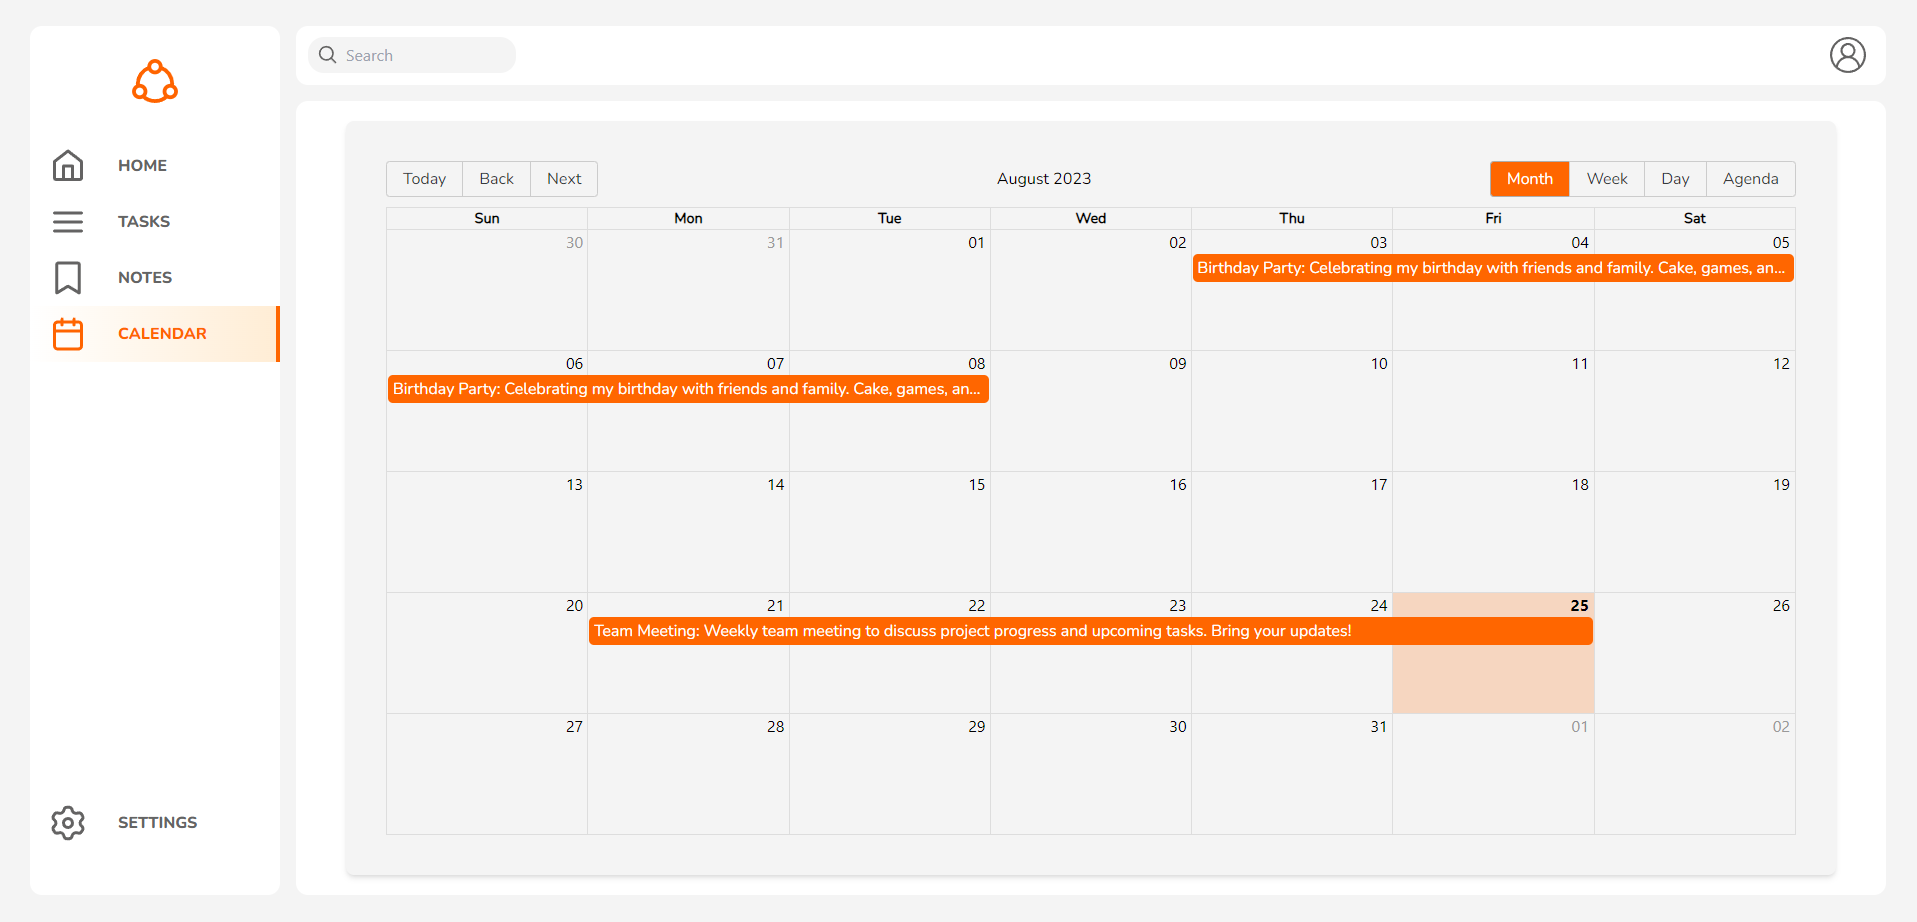 Search
HOME
TASKS
NOTES
CALENDAR
SETTINGS
Today Back Next
August 2023
Month Week Day Agenda
Sun Mon Tue Wed Thu Fri Sat
30 31 01 02 03 04 05
Birthday Party: Celebrating my birthday with friends and family. Cake, games, an...
06 07 08 09 10 11 12
Birthday Party: Celebrating my birthday with friends and family. Cake, games, an...
13 14 15 16 17 18 19
20 21 22 23 24 25 26
Team Meeting: Weekly team meeting to discuss project progress and upcoming tasks. Bring your updates!
27 28 29 30 31 01 02